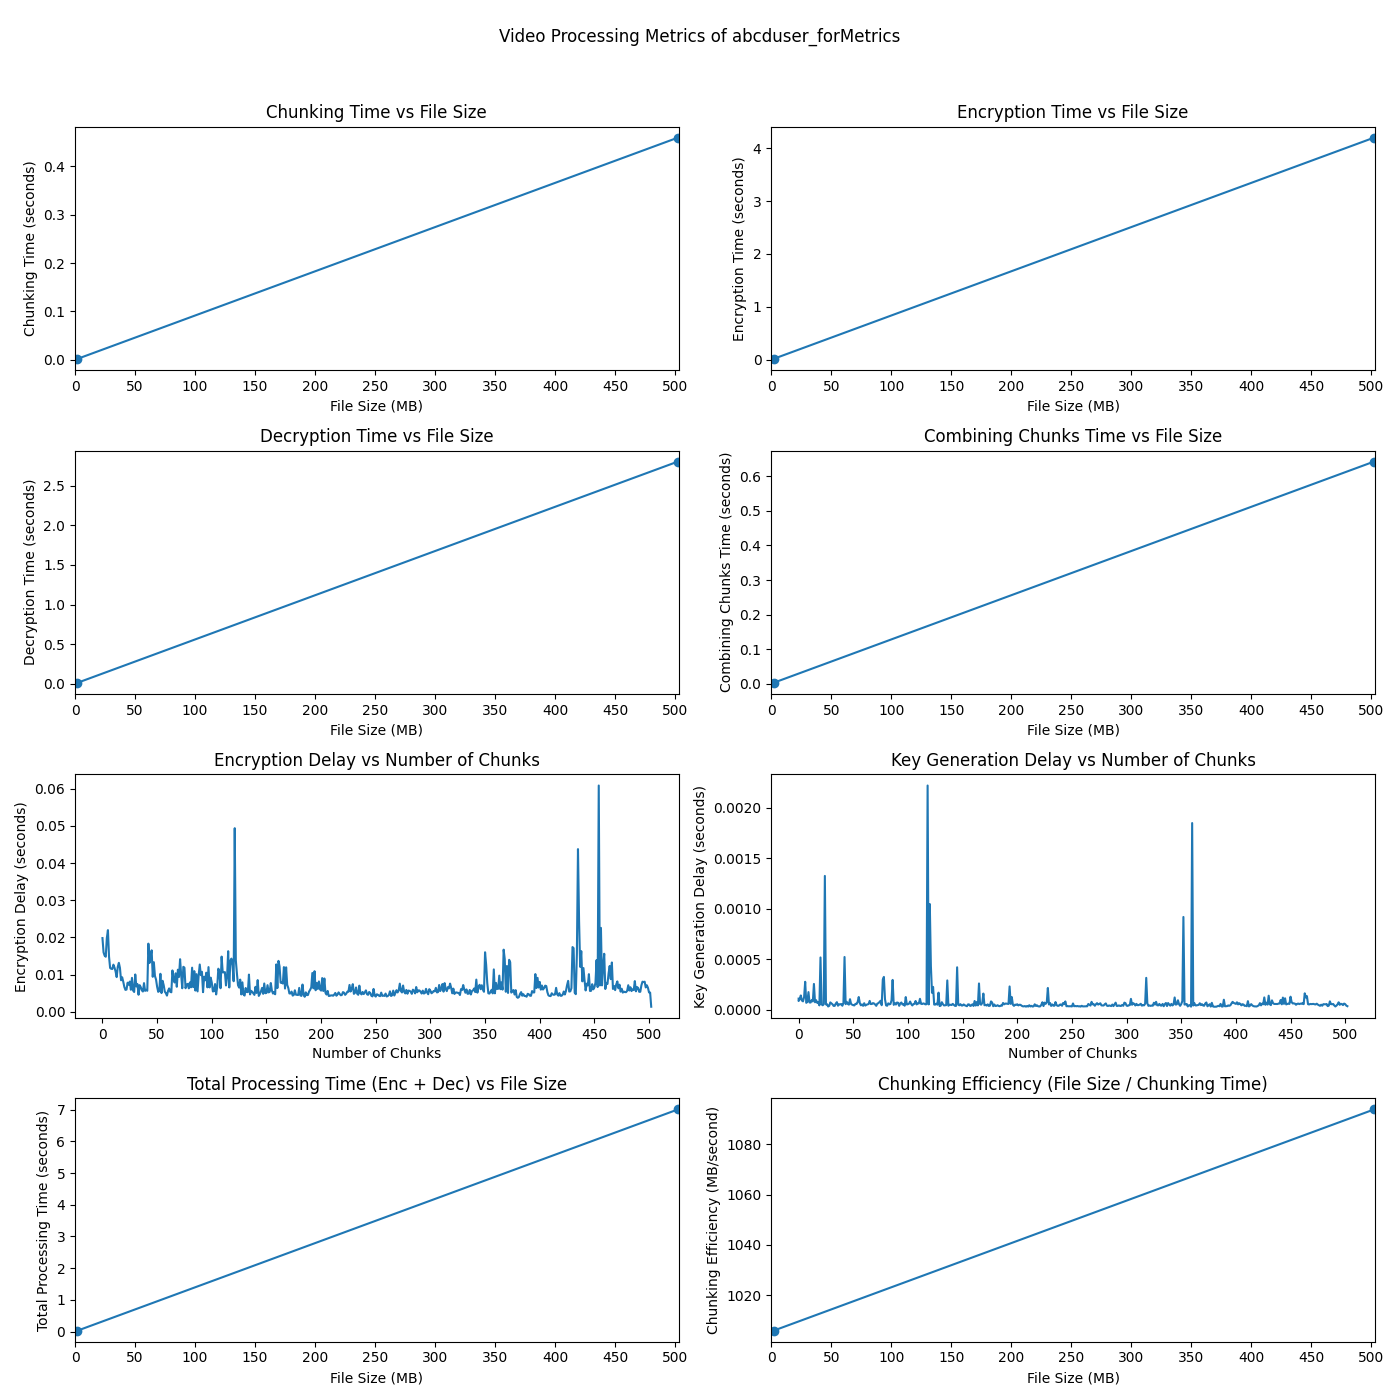 Video Processing Metrics of abcduser_forMetrics
Chunking Time vs File Size
Chunking Time (seconds)
0.4
0.3
0.2
0.1
0.0
0 50 100 150 200 250 300 350 400 450 500
File Size (MB)
Encryption Time vs File Size
Encryption Time (seconds)
4
3
2
1
0
0 50 100 150 200 250 300 350 400 450 500
File Size (MB)
Decryption Time vs File Size
Decryption Time (seconds)
2.5
2.0
1.5
1.0
0.5
0.0
0 50 100 150 200 250 300 350 400 450 500
File Size (MB)
Combining Chunks Time vs File Size
Combining Chunks Time (seconds)
0.6
0.5
0.4
0.3
0.2
0.1
0.0
0 50 100 150 200 250 300 350 400 450 500
File Size (MB)
Encryption Delay vs Number of Chunks
Encryption Delay (seconds)
0.06
0.05
0.04
0.03
0.02
0.01
0.00
0 50 100 150 200 250 300 350 400 450 500
Number of Chunks
Key Generation Delay vs Number of Chunks
Key Generation Delay (seconds)
0.0020
0.0015
0.0010
0.0005
0.0000
0 50 100 150 200 250 300 350 400 450 500
Number of Chunks
Total Processing Time (Enc + Dec) vs File Size
Total Processing Time (seconds)
7
6
5
4
3
2
1
0
0 50 100 150 200 250 300 350 400 450 500
File Size (MB)
Chunking Efficiency (File Size / Chunking Time)
Chunking Efficiency (MB/second)
1080
1060
1040
1020
0 50 100 150 200 250 300 350 400 450 500
File Size (MB)